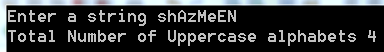 Enter a string shAzMeEN
Total Number of Uppercase alphabets 4